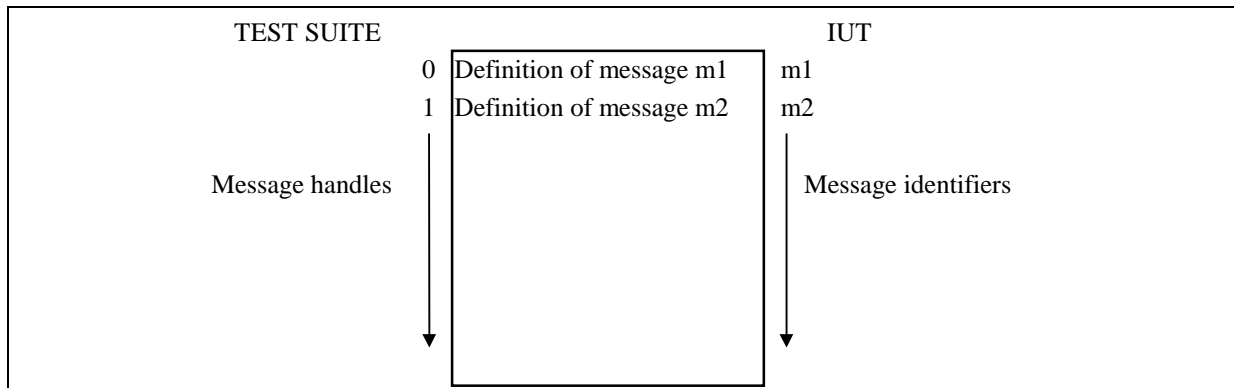 TEST SUITE IUT
0 Definition of message m1 m1
1 Definition of message m2 m2
Message handles Message identifiers